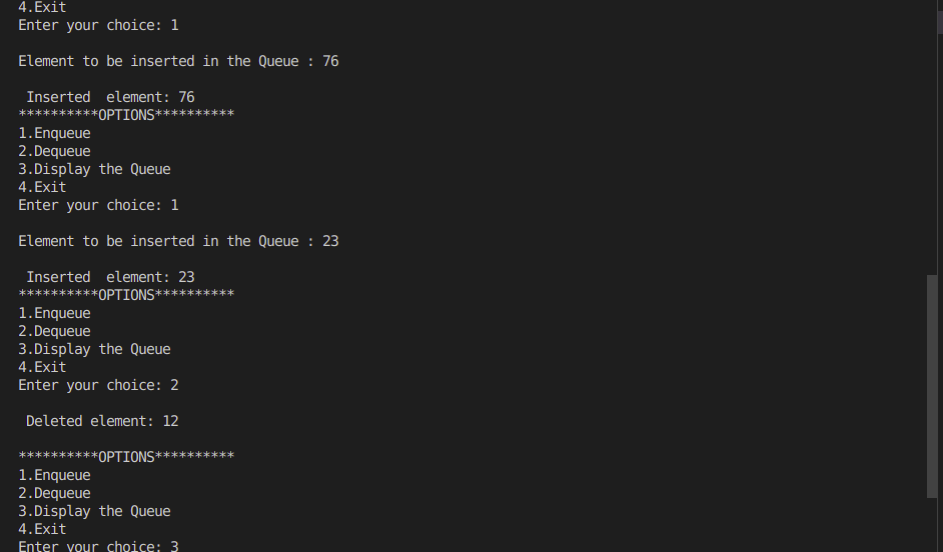 4.Exit
Enter your choice: 1
Element to be inserted in the Queue : 76
Inserted  element: 76
**********OPTIONS**********
1.Enqueue
2.Dequeue
3.Display the Queue
4.Exit
Enter your choice: 1
Element to be inserted in the Queue : 23
Inserted  element: 23
**********OPTIONS**********
1.Enqueue
2.Dequeue
3.Display the Queue
4.Exit
Enter your choice: 2
Deleted element: 12
**********OPTIONS**********
1.Enqueue
2.Dequeue
3.Display the Queue
4.Exit
Enter your choice: 3